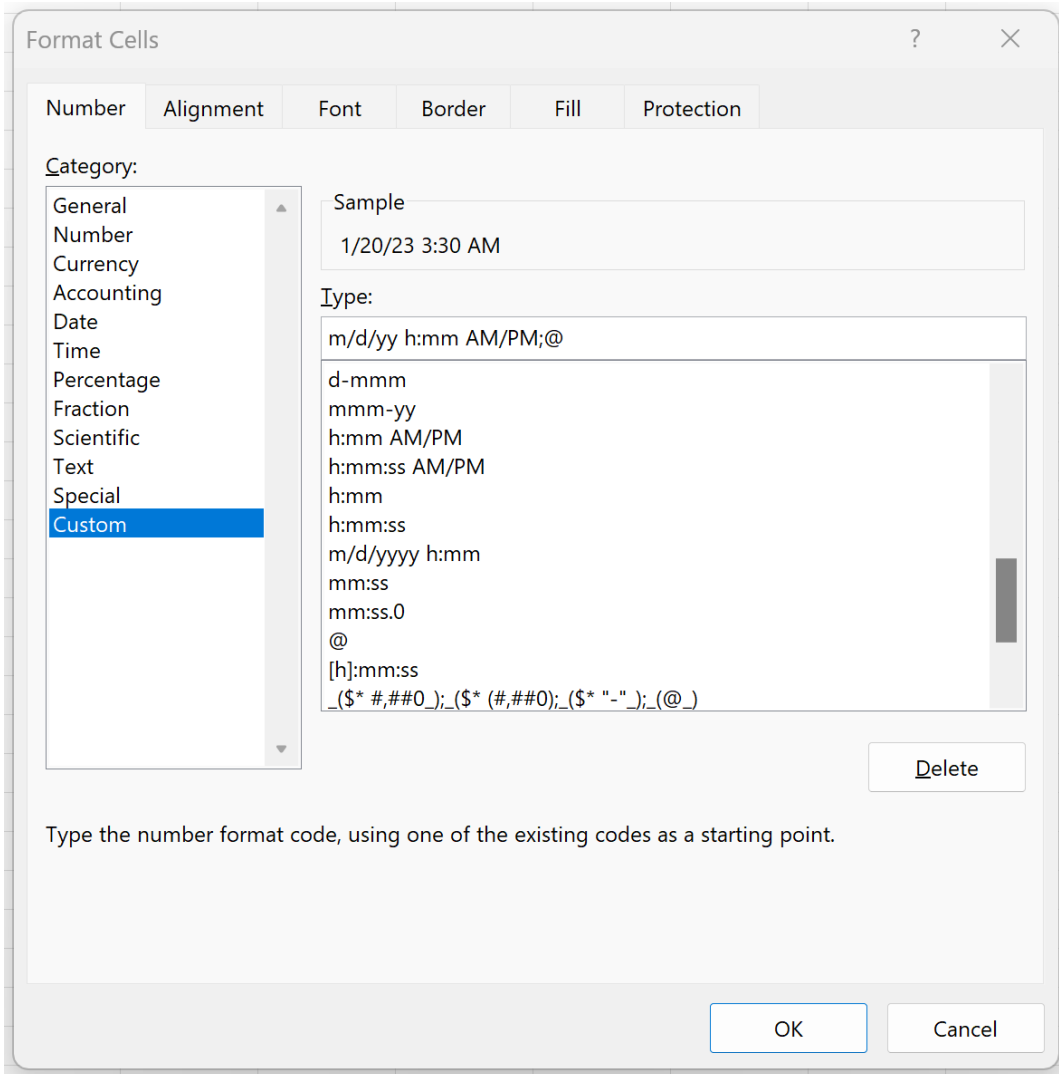 Format Cells
?
Number Alignment Font Border Fill Protection
Category:
General
Number
Currency
Accounting
Date
Time
Percentage
Fraction
Scientific
Text
Special
Custom
Sample
1/20/23 3:30 AM
Type:
m/d/yy h:mm AM/PM;@
d-mmm
mmm-yy
h:mm AM/PM
h:mm:ss AM/PM
h:mm
h:mm:ss
m/d/yyyy h:mm
mm:ss
mm:ss.0
@
[h]:mm:ss
_($* #,##0_);_($* (#,##0);_($* "-"_);_(@_)
Delete
Type the number format code, using one of the existing codes as a starting point.
OK Cancel